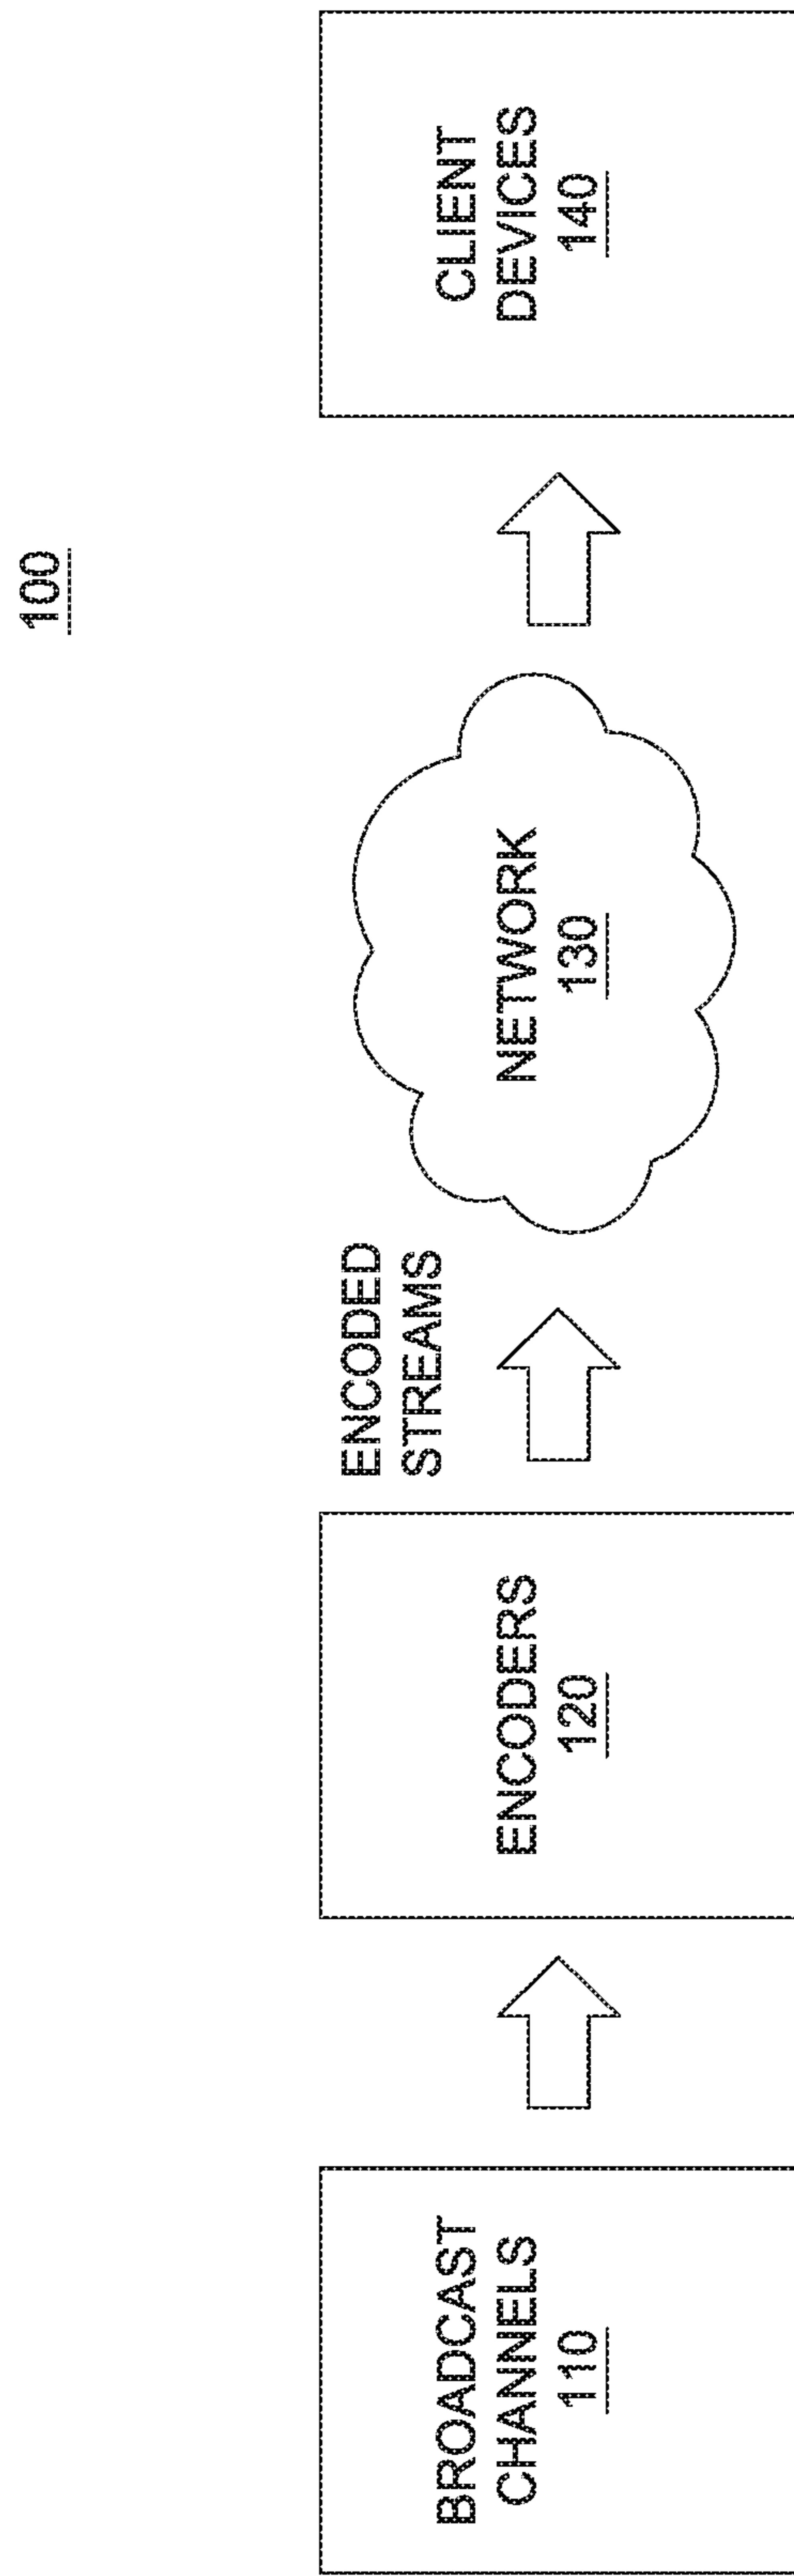 100
BROADCAST
CHANNELS
110
ENCODERS
120
ENCODED
STREAMS
NETWORK
130
CLIENT
DEVICES
140